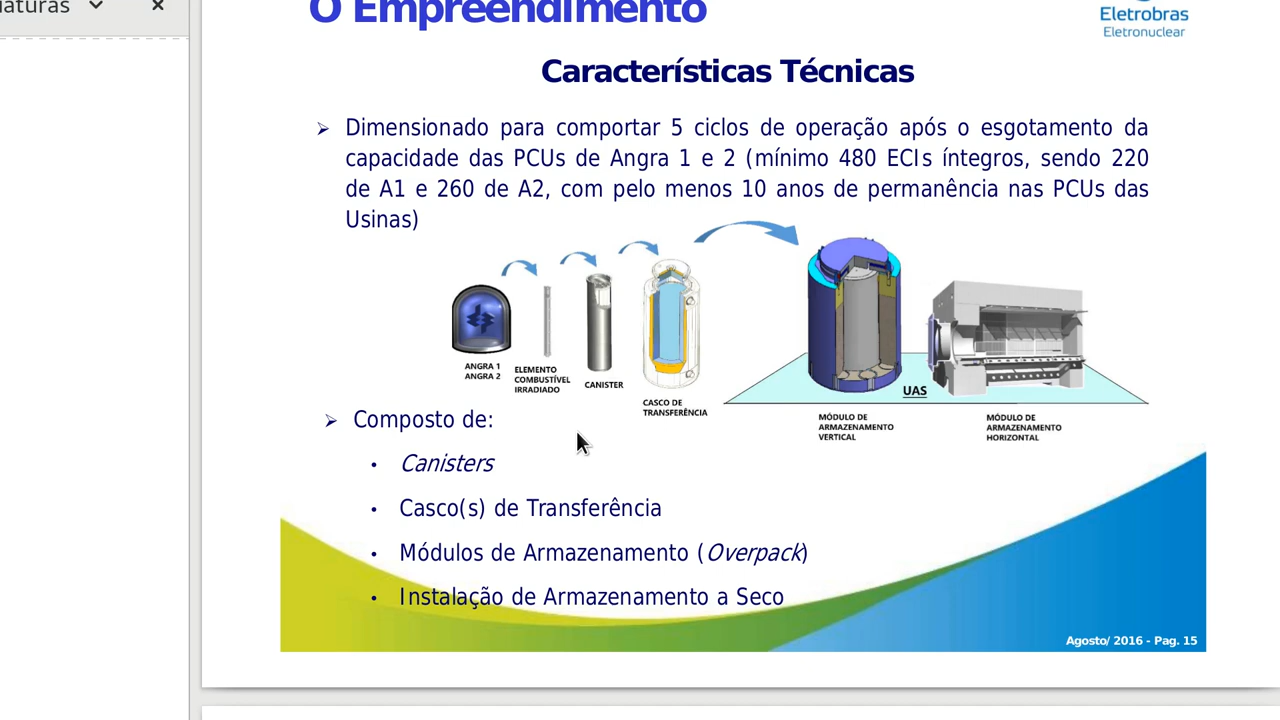 aturas
O Empreendimento
Eletrobras
Eletronuclear
Características Técnicas
Dimensionado para comportar 5 ciclos de operação após o esgotamento da
capacidade das PCUs de Angra 1 e 2 (mínimo 480 ECIs íntegros, sendo 220
de A1 e 260 de A2, com pelo menos 10 anos de permanência nas PCUs das
Usinas)
ANGRA 1
ANGRA 2
ELEMENTO
COMBUSTÍVEL
IRRADIADO
CANISTER
CASCO DE
TRANSFERÊNCIA
UAS
MÓDULO DE
ARMAZENAMENTO
VERTICAL
MÓDULO DE
ARMAZENAMENTO
HORIZONTAL
Composto de:
• Canisters
• Casco(s) de Transferência
• Módulos de Armazenamento (Overpack)
• Instalação de Armazenamento a Seco
Agosto/ 2016 - Pag. 15